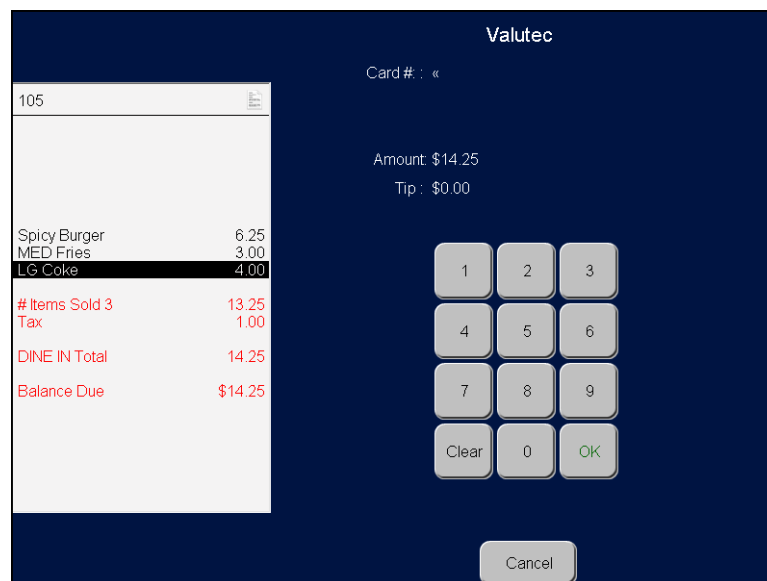 Valutec
Card #: : «
105
Amount: $14.25
Tip : $0.00
Spicy Burger 6.25
MED Fries 3.00
LG Coke 4.00
# Items Sold 3 13.25
Tax 1.00
DINE IN Total 14.25
Balance Due $14.25
1 2 3
4 5 6
7 8 9
Clear 0 OK
Cancel